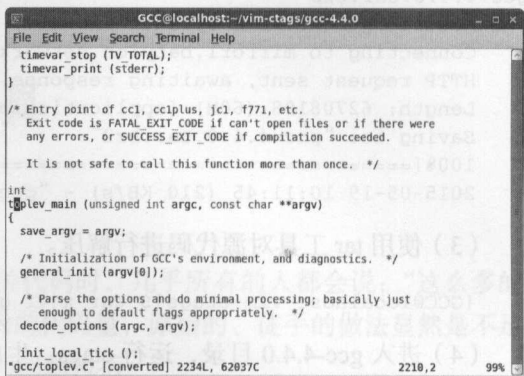 GCC@localhost:~/vim-ctags/gcc-4.4.0
File Edit View Search Terminal Help
timevar_stop (TV_TOTAL);
timevar_print (stderr);
}
/* Entry point of cc1, cc1plus, jc1, f771, etc.
Exit code is FATAL_EXIT_CODE if can't open files or if there were
any errors, or SUCCESS_EXIT_CODE if compilation succeeded.
It is not safe to call this function more than once. */
int
toplev_main (unsigned int argc, const char **argv)
{
save_argv = argv;
/* Initialization of GCC's environment, and diagnostics. */
general_init (argv[0]);
/* Parse the options and do minimal processing; basically just
enough to default flags appropriately. */
decode_options (argc, argv);
init_local_tick ();
"gcc/toplev.c" [converted] 2234L, 62037C 2210,2 99%